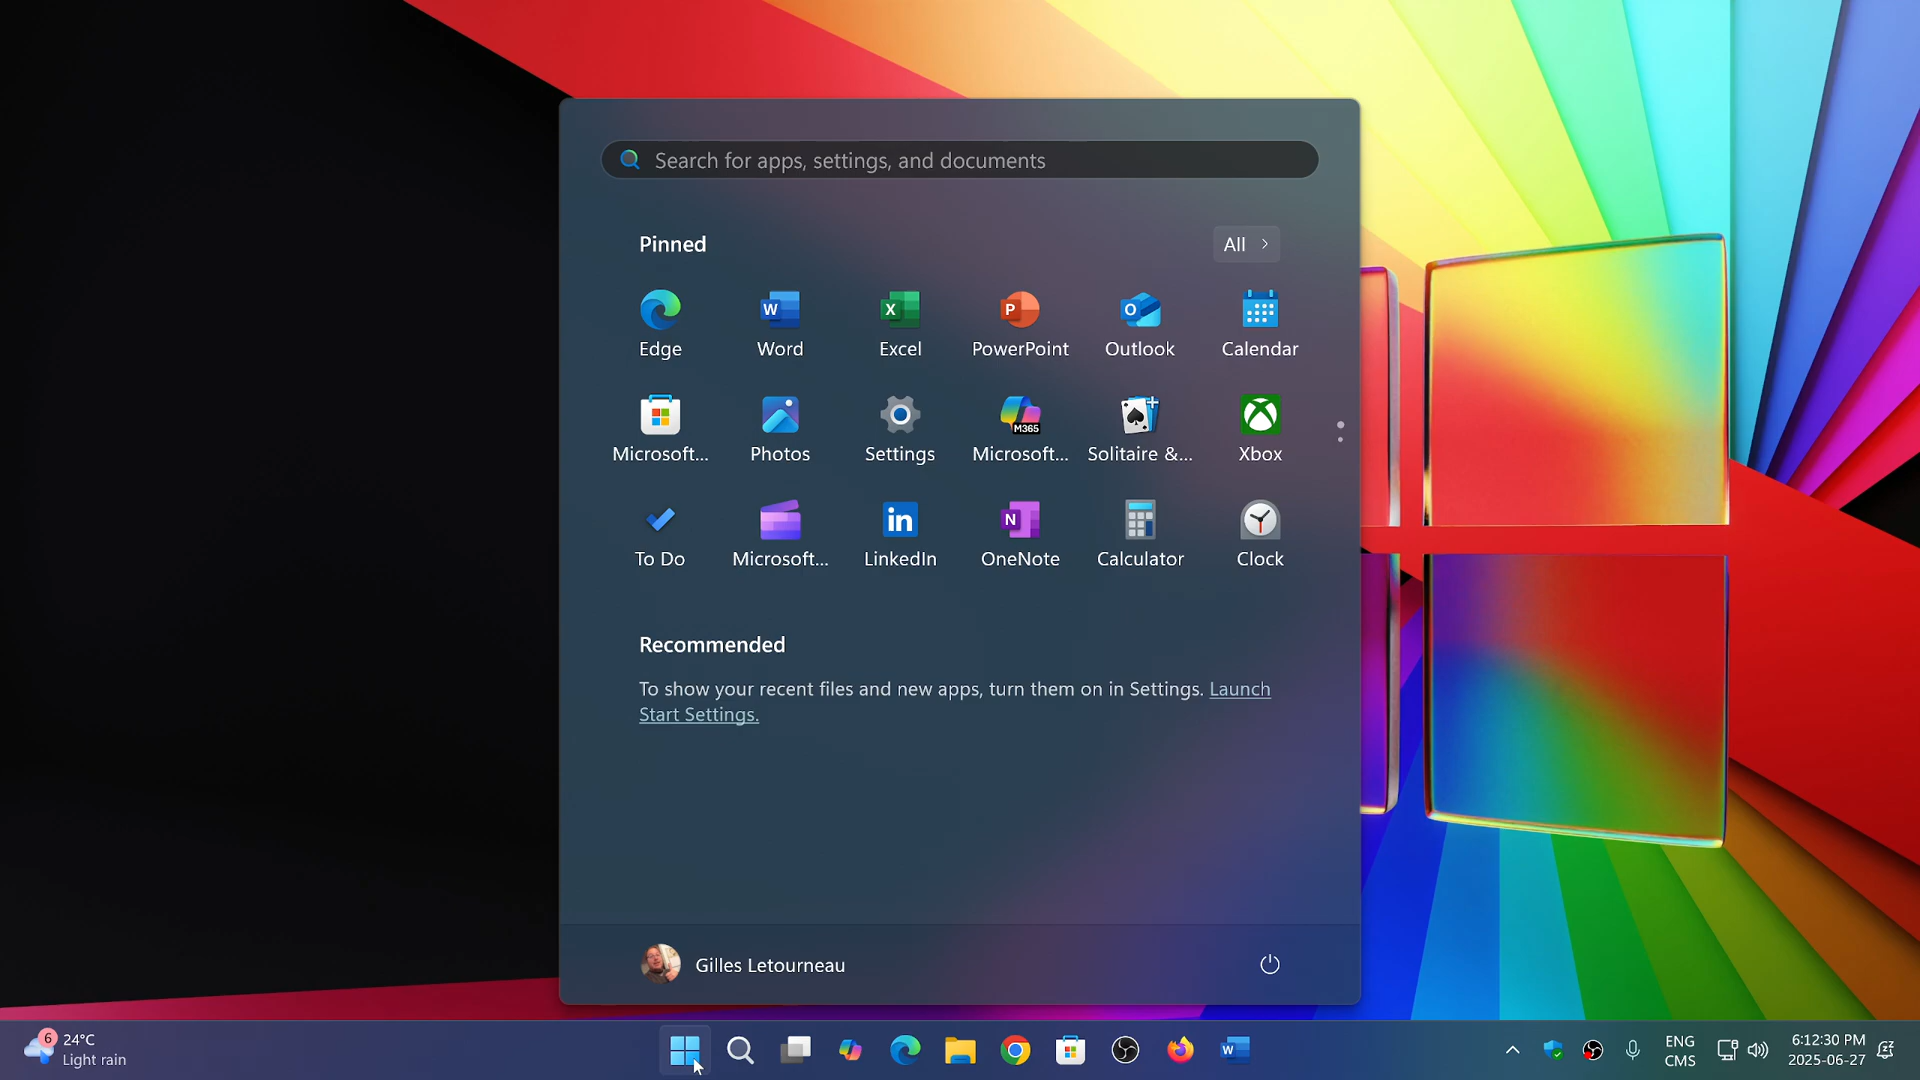 Search for apps, settings, and documents
Pinned
All
Edge
Word
Excel
PowerPoint
Outlook
Calendar
Microsoft...
Photos
Settings
M365
Microsoft...
Solitaire &...
Xbox
To Do
Microsoft...
LinkedIn
OneNote
Calculator
Clock
Recommended
To show your recent files and new apps, turn them on in Settings. Launch
Start Settings.
Gilles Letourneau
6
24°C
Light rain
ENG
CMS
6:12:30 PM
2025-06-27